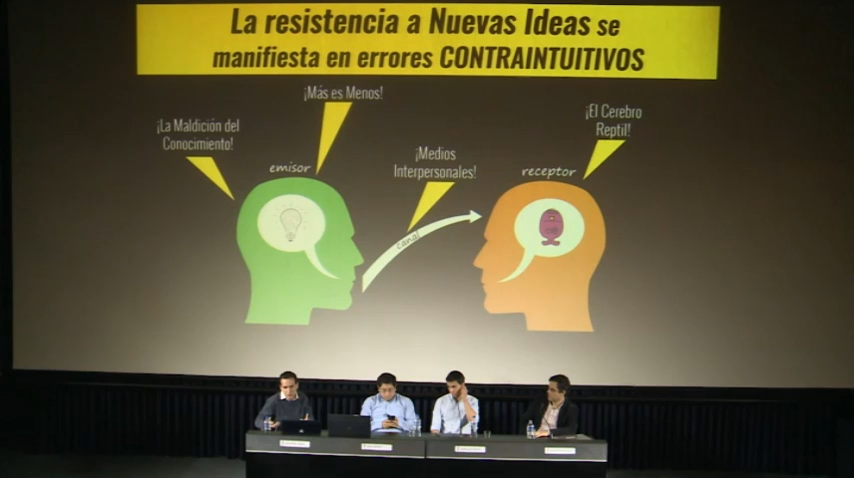 La resistencia a Nuevas Ideas se
manifiesta en errores CONTRAINTUITIVOS
¡Más es Menos!
¡La Maldición del
Conocimiento!
¡El Cerebro
Reptil!
¡Medios
Interpersonales!
emisor
receptor
canal